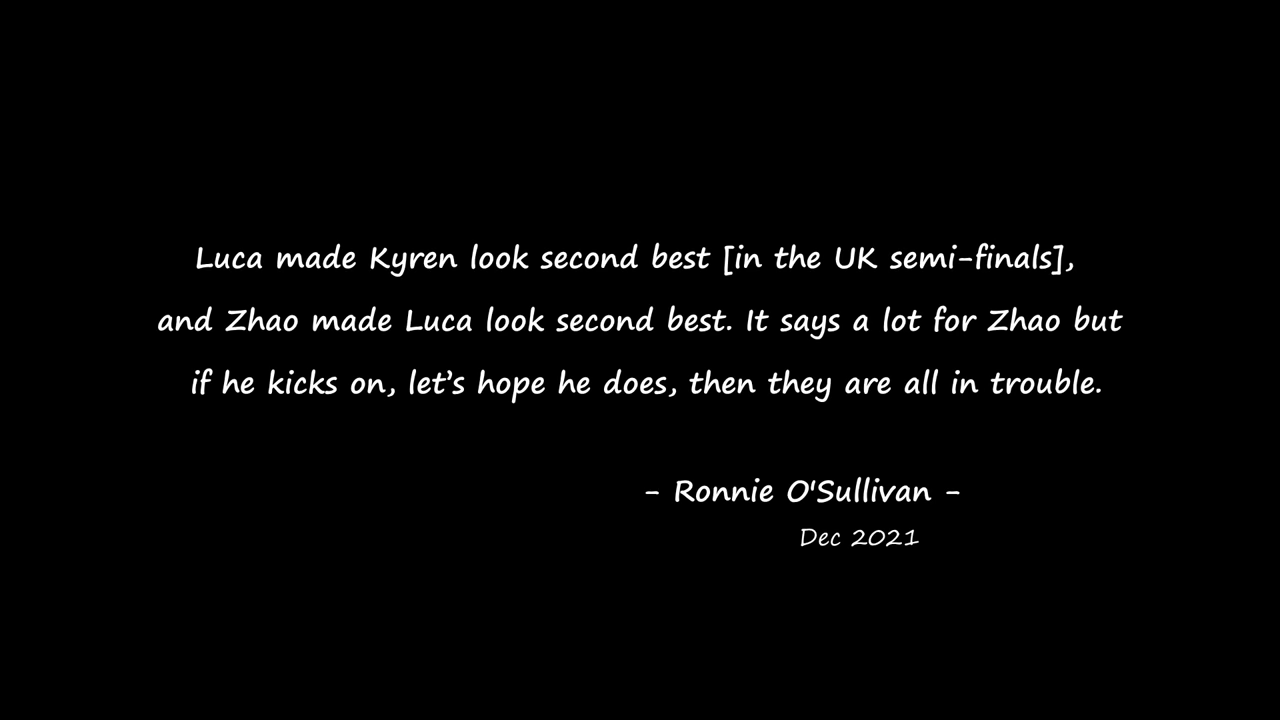 Luca made Kyren look second best [in the UK semi-finals],
and Zhao made Luca look second best. It says a lot for Zhao but
if he kicks on, let’s hope he does, then they are all in trouble.
- Ronnie O'Sullivan -
Dec 2021